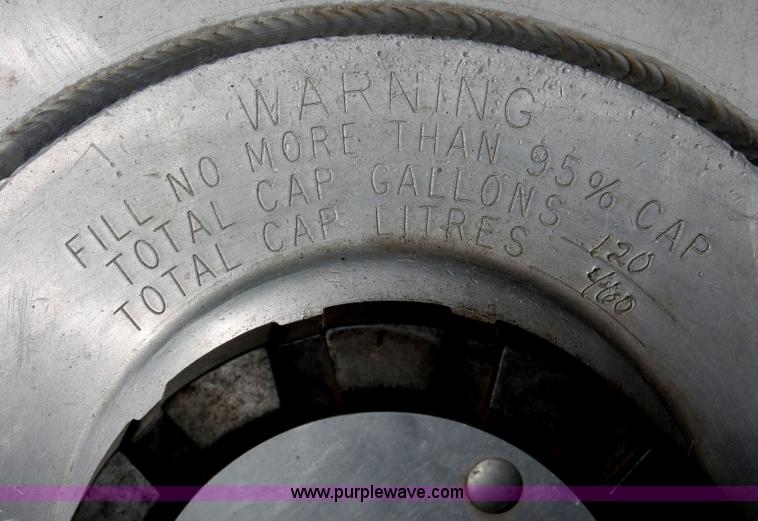 WARNING
FILL NO MORE THAN 95% CAP
TOTAL CAP GALLONS 120
TOTAL CAP LITRES 460
www.purplewave.com